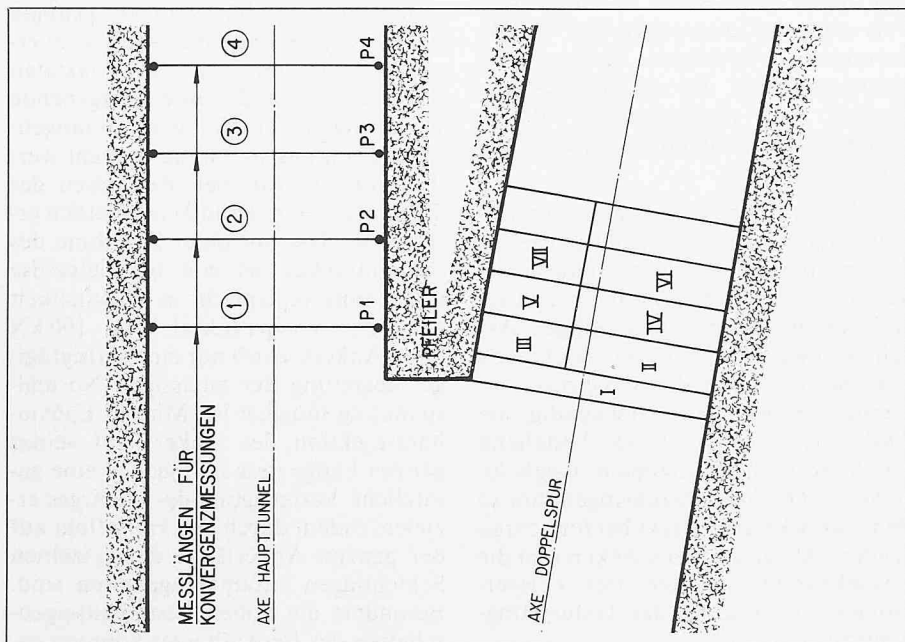 MESSLÄNGEN FÜR
KONVERGENZMESSUNGEN
AXE HAUPTTUNNEL
1
2
3
4
P1
P2
P3
P4
PFEILER
I
II
III
IV
V
VI
VII
AXE DOPPELSPUR